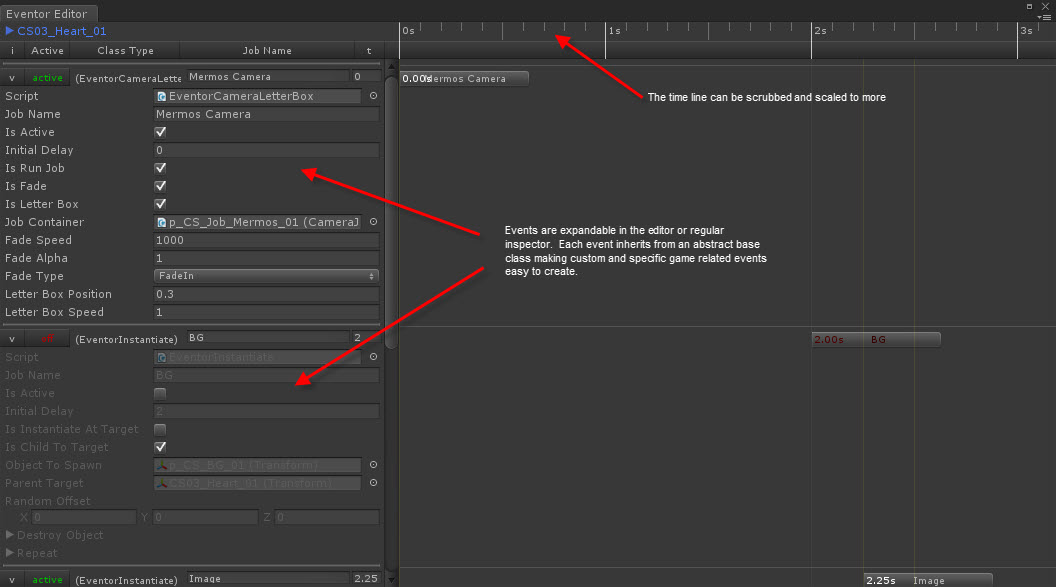 Eventor Editor
CS03_Heart_01
0s 1s 2s 3s
i Active Class Type Job Name t
v active (EventorCameraLette Mermos Camera 0
0.00s Mermos Camera
Script EventorCameraLetterBox
The time line can be scrubbed and scaled to more
Job Name Mermos Camera
Is Active
Initial Delay 0
Is Run Job
Is Fade
Is Letter Box
Job Container p_CS_Job_Mermos_01 (CameraJ
Fade Speed 1000
Fade Alpha 1
Fade Type FadeIn
Letter Box Position 0.3
Letter Box Speed 1
Events are expandable in the editor or regular
inspector. Each event inherits from an abstract base
class making custom and specific game related events
easy to create.
v off (EventorInstantiate) BG 2
2.00s BG
Script EventorInstantiate
Job Name BG
Is Active
Initial Delay 2
Is Instantiate At Target
Is Child To Target
Object To Spawn p_CS_BG_01 (Transform)
Parent Target CS03_Heart_01 (Transform)
Random Offset
X 0 Y 0 Z 0
Destroy Object
Repeat
v active (EventorInstantiate) Image 2.25
2.25s Image